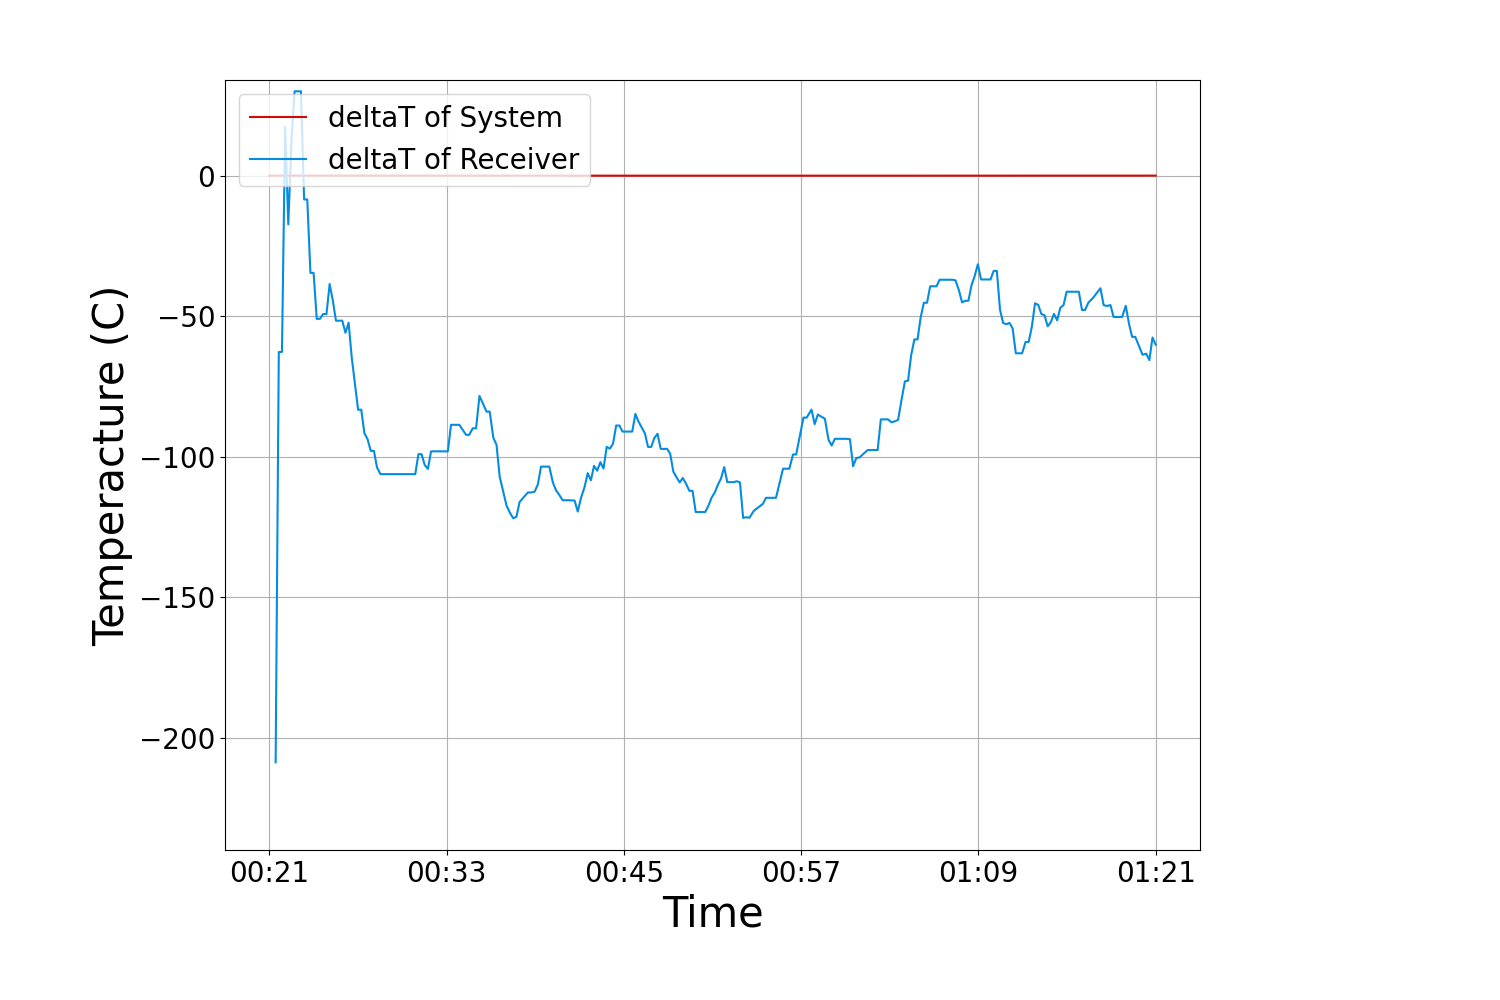 deltaT of System
deltaT of Receiver
0
−50
−100
−150
−200
Temperacture (C)
00:21 00:33 00:45 00:57 01:09 01:21
Time